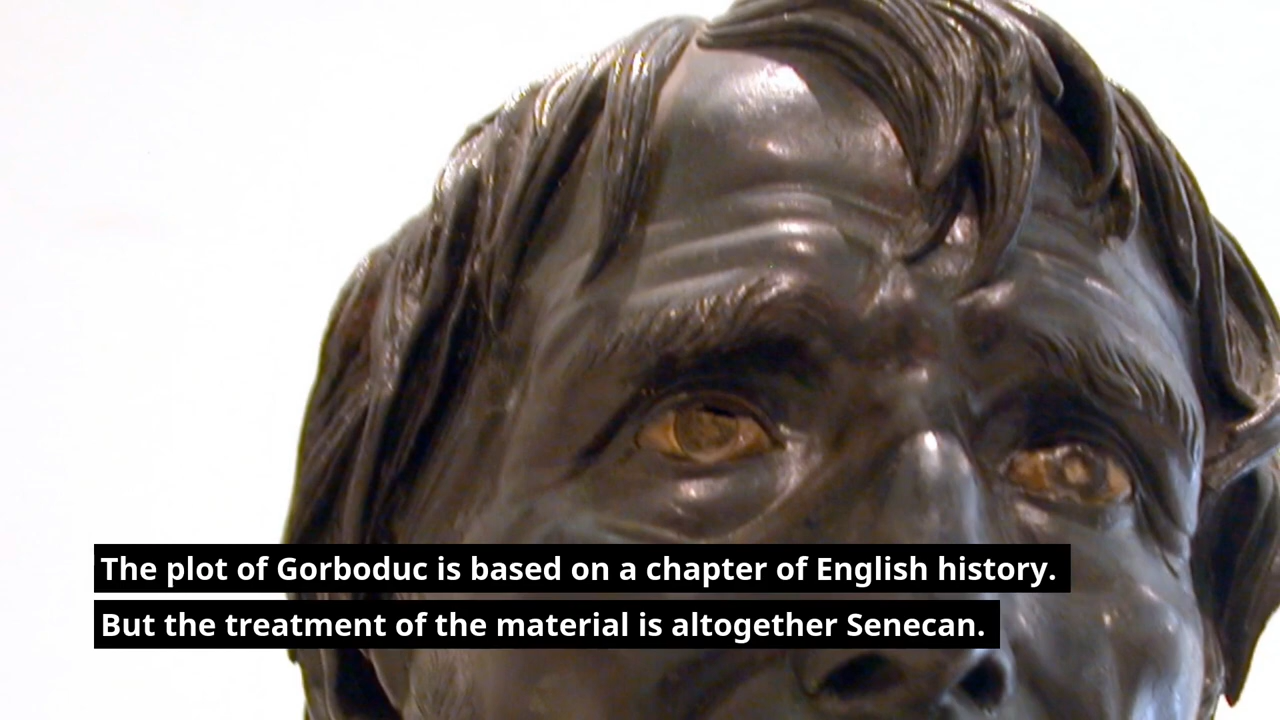 The plot of Gorboduc is based on a chapter of English history.
But the treatment of the material is altogether Senecan.